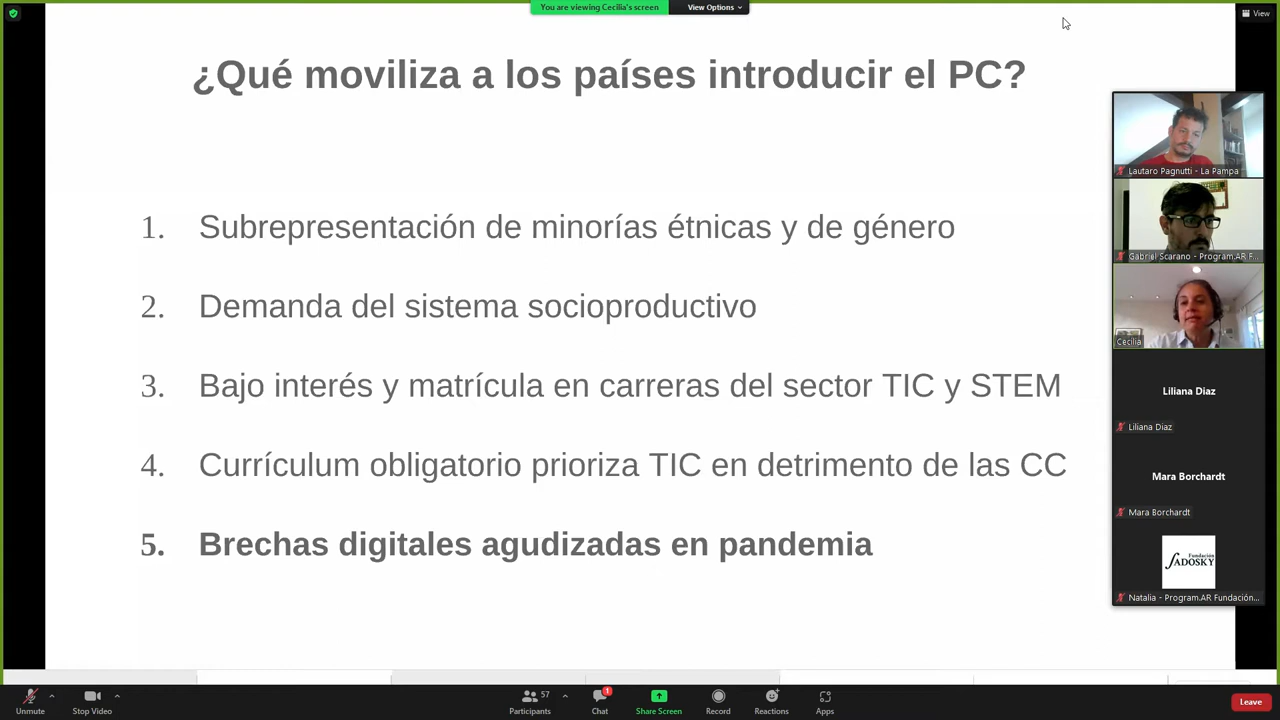 You are viewing Cecilia's screen
View Options
View
¿Qué moviliza a los países introducir el PC?
1. Subrepresentación de minorías étnicas y de género
2. Demanda del sistema socioproductivo
3. Bajo interés y matrícula en carreras del sector TIC y STEM
4. Currículum obligatorio prioriza TIC en detrimento de las CC
5. Brechas digitales agudizadas en pandemia
Lautaro Pagnutti - La Pampa
Gabriel Scarano - Program.AR F...
Cecilia
Liliana Diaz
Liliana Diaz
Mara Borchardt
Mara Borchardt
Fundación
SADOSKY
Natalia - Program.AR Fundación...
Unmute
Stop Video
57
Participants
1
Chat
Share Screen
Record
Reactions
Apps
Leave